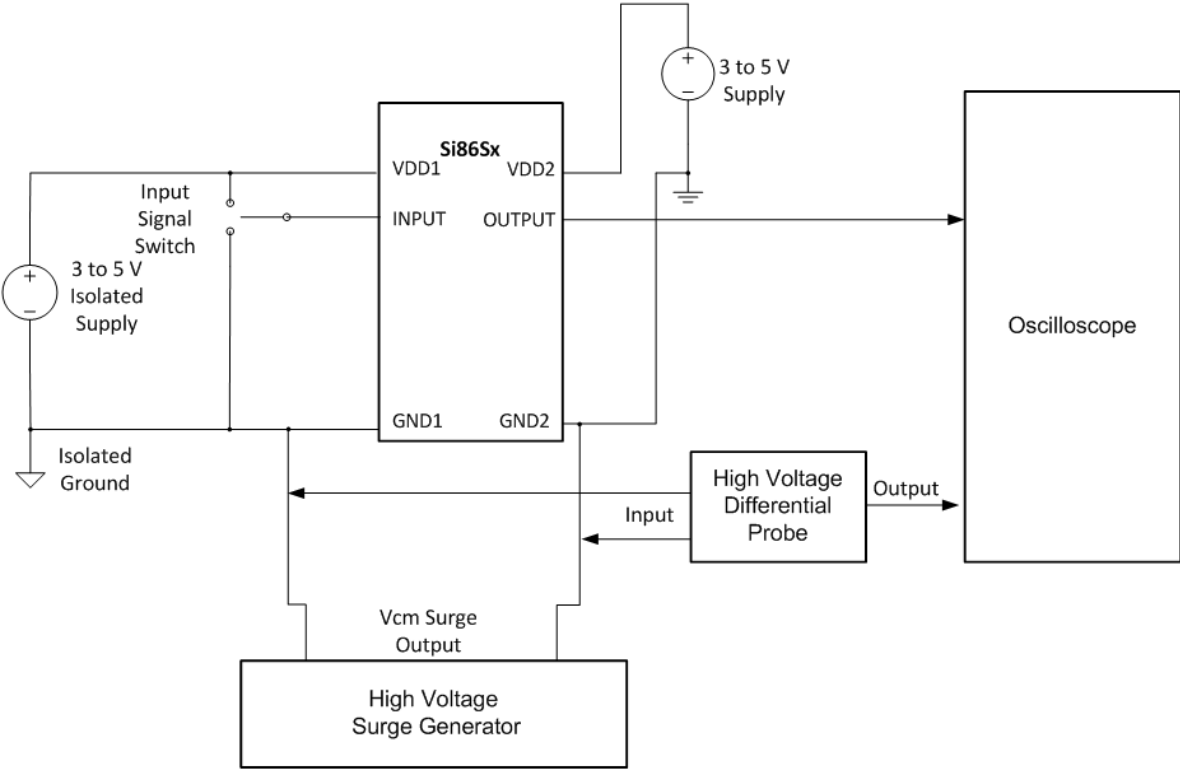 3 to 5 V
Supply
Si86Sx
VDD1
VDD2
Input
Signal
Switch
INPUT
OUTPUT
3 to 5 V
Isolated
Supply
Oscilloscope
GND1
GND2
Isolated
Ground
High Voltage
Differential
Probe
Output
Input
Vcm Surge
Output
High Voltage
Surge Generator